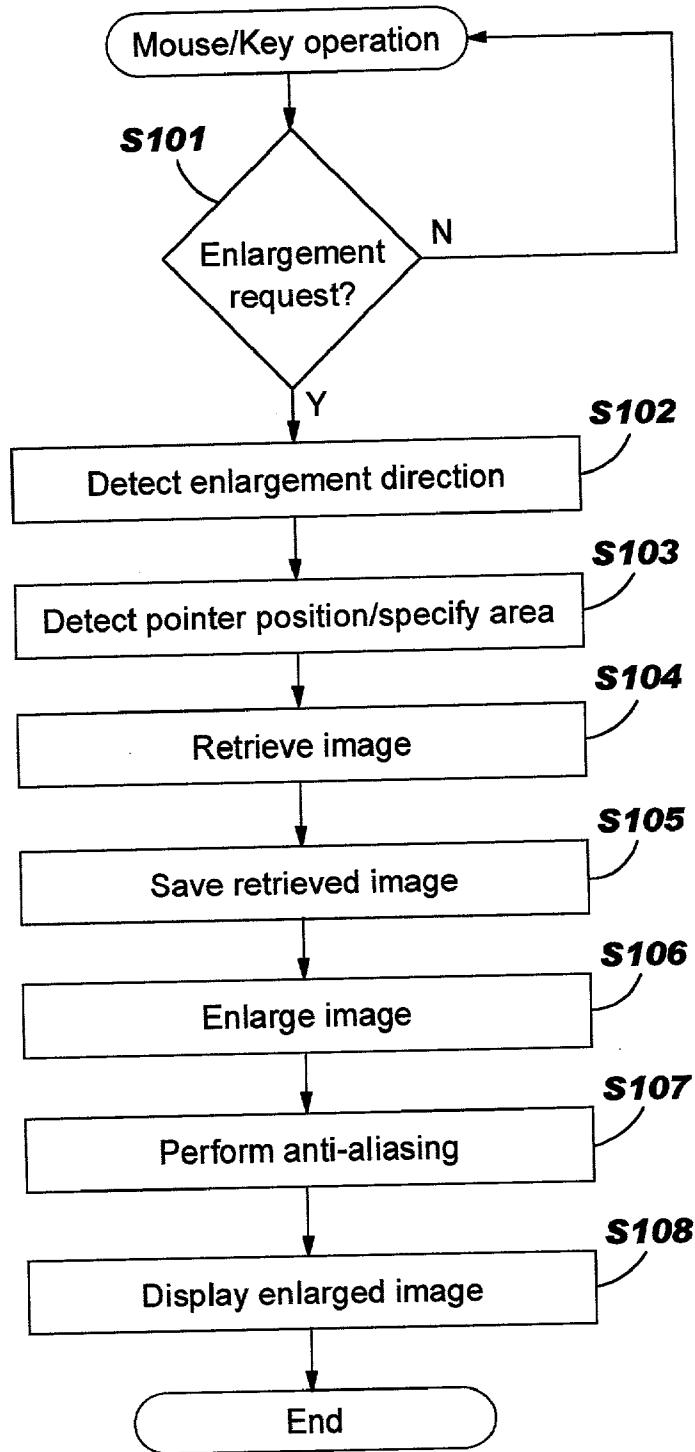 Mouse/Key operation
S101
Enlargement
request?
N
Y
S102
Detect enlargement direction
S103
Detect pointer position/specify area
S104
Retrieve image
S105
Save retrieved image
S106
Enlarge image
S107
Perform anti-aliasing
S108
Display enlarged image
End